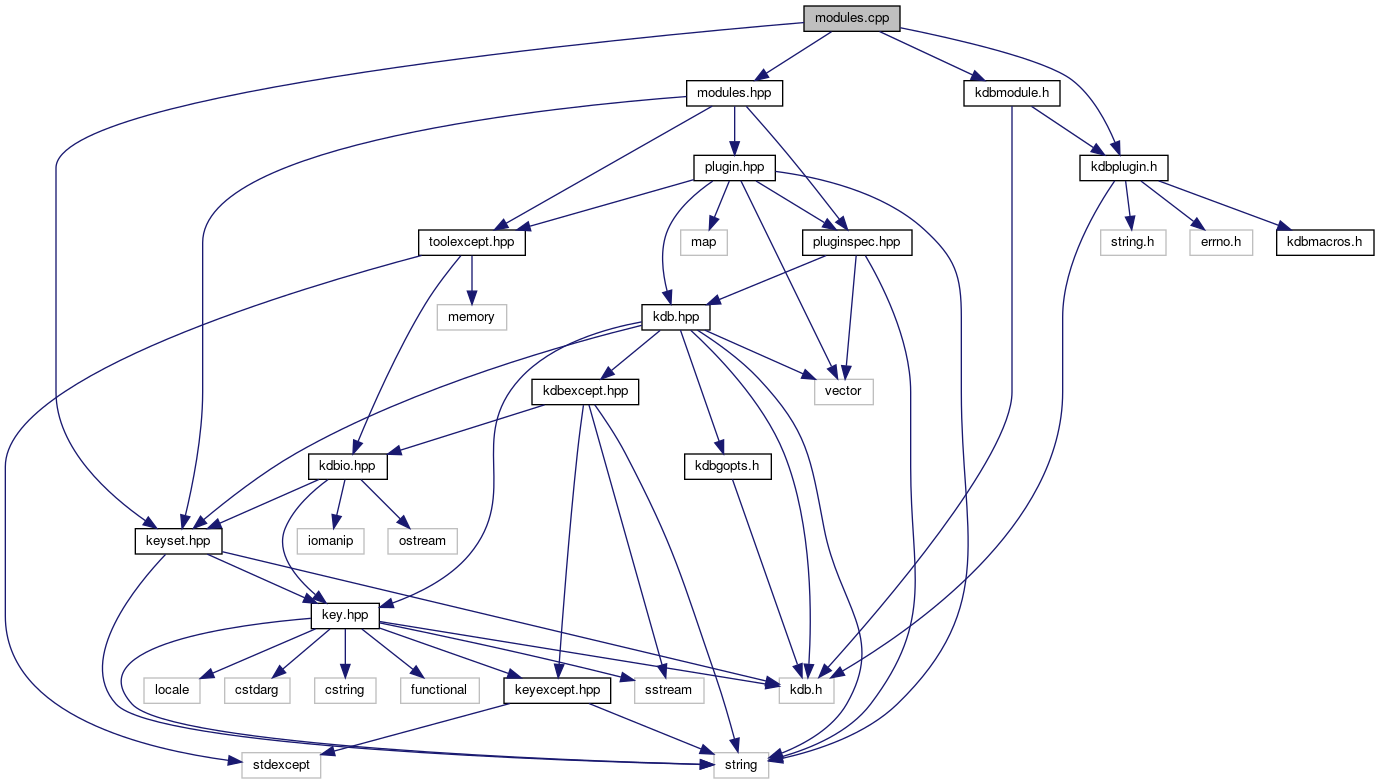 modules.cpp
modules.hpp
kdbmodule.h
plugin.hpp
kdbplugin.h
toolexcept.hpp
map
pluginspec.hpp
string.h
errno.h
kdbmacros.h
memory
kdb.hpp
kdbexcept.hpp
vector
kdbio.hpp
kdbgopts.h
keyset.hpp
iomanip
ostream
key.hpp
locale
cstdarg
cstring
functional
keyexcept.hpp
sstream
kdb.h
stdexcept
string